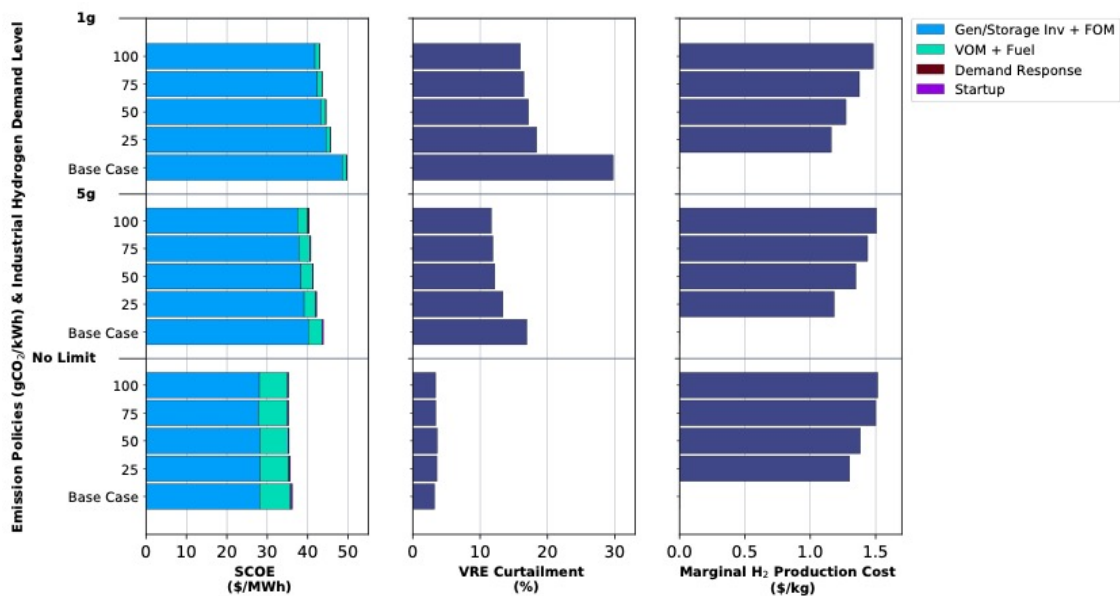 Emission Policies (gCO₂/kWh) & Industrial Hydrogen Demand Level
1g
100
75
50
25
Base Case
5g
100
75
50
25
Base Case
No Limit
100
75
50
25
Base Case
0 10 20 30 40 50
SCOE
($/MWh)
0 10 20 30
VRE Curtailment
(%)
0.0 0.5 1.0 1.5
Marginal H₂ Production Cost
($/kg)
Gen/Storage Inv + FOM
VOM + Fuel
Demand Response
Startup